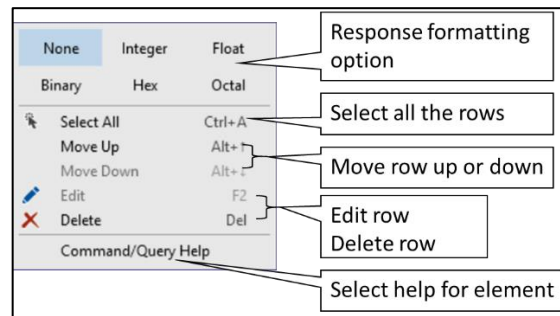 None Integer Float
Binary Hex Octal
Select All Ctrl+A
Move Up Alt+↑
Move Down Alt+↓
Edit F2
Delete Del
Command/Query Help
Response formatting
option
Select all the rows
Move row up or down
Edit row
Delete row
Select help for element